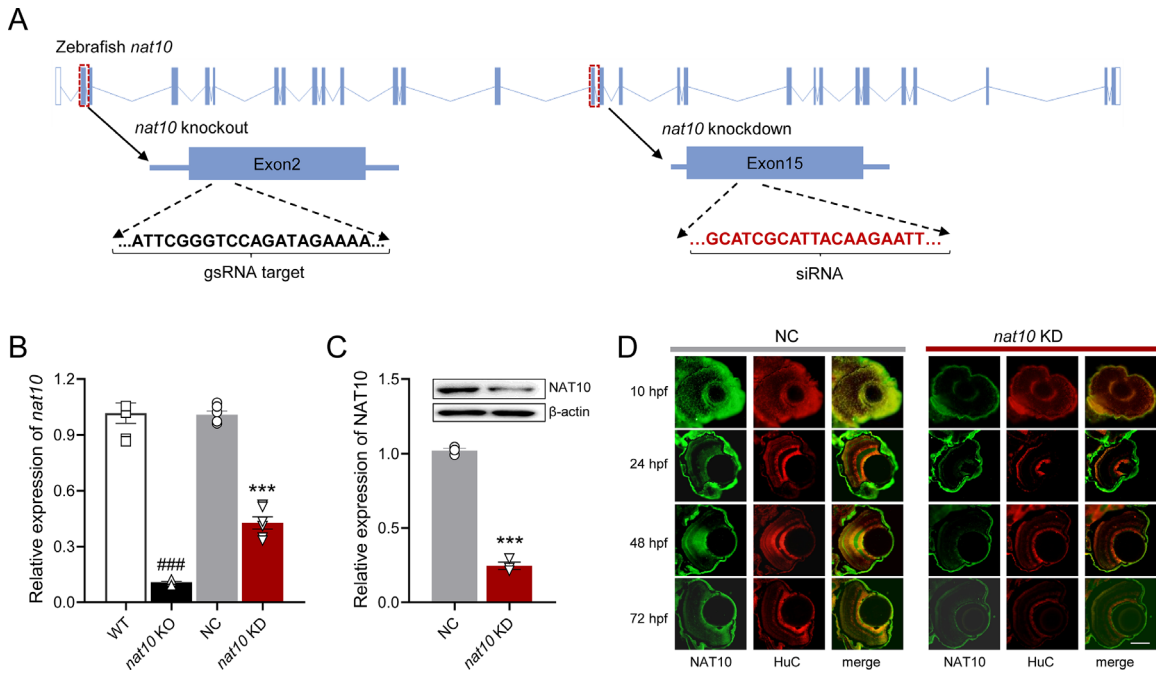 A
Zebrafish nat10
nat10 knockout
nat10 knockdown
Exon2
Exon15
...ATTCGGGTCCAGATAGAAAA...
...GCATCGCATTACAAGAATT...
gsRNA target
siRNA
B
Relative expression of nat10
1.2
0.9
0.6
0.3
0.0
###
***
WT
nat10 KO
NC
nat10 KD
C
Relative expression of NAT10
1.5
1.0
0.5
0.0
NAT10
β-actin
***
NC
nat10 KD
D
NC
nat10 KD
10 hpf
24 hpf
48 hpf
72 hpf
NAT10 HuC merge
NAT10 HuC merge